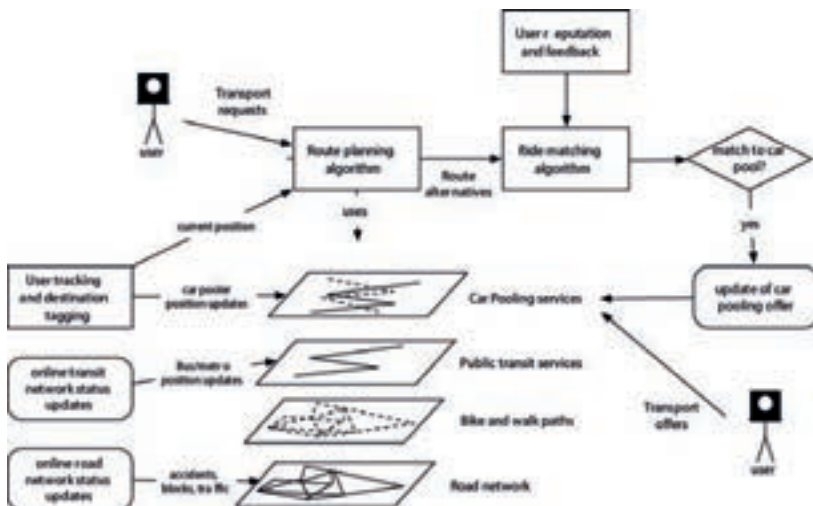 User r eputation
and feedback
Transport
requests
user
Route planning
algorithm
Route
alternatives
Ride matching
algorithm
match to car
pool?
uses
yes
current position
User tracking
and destination
tagging
car pooler
position updates
Car Pooling services
update of car
pooling offer
online transit
network status
updates
Bus/metro
position updates
Public transit services
Bike and walk paths
Transport
offers
user
online road
network status
updates
accidents,
blocks, tra ffic
Road network